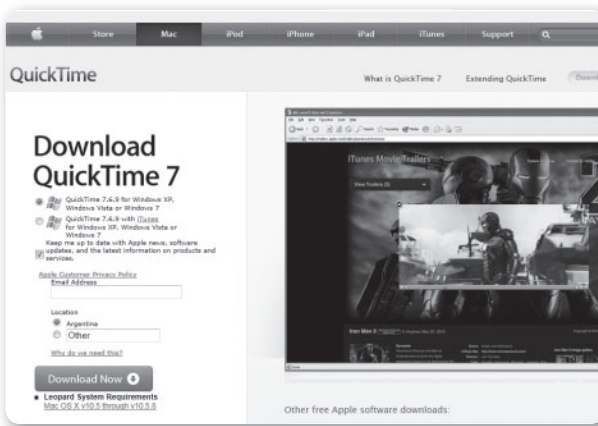 Store Mac iPod iPhone iPad iTunes Support
QuickTime
What is QuickTime 7 Extending QuickTime
Download
QuickTime 7
QuickTime 7.6.9 for Windows XP,
Windows Vista or Windows 7
QuickTime 7.6.9 with iTunes
for Windows XP, Windows Vista or
Windows 7
Keep me up to date with Apple news, software
updates, and the latest information on products and
services.
Apple Customer Privacy Policy
Email Address
Location
Argentina
Other
Why do we need this?
Download Now
Leopard System Requirements
Mac OS X v10.5 through v10.5.8
iTunes Movie Trailers
View Trailers (3)
Iron Man 2
Other free Apple software downloads: